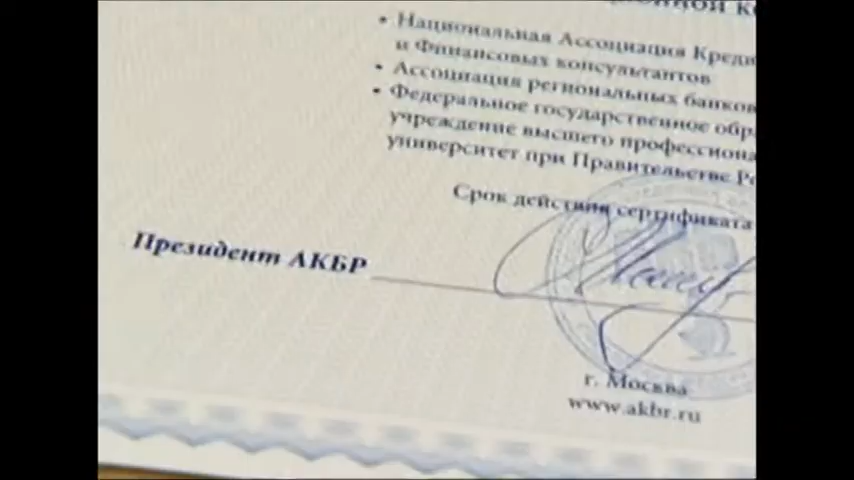 • Национальная Ассоциация
и Финансовых консультантов
• Ассоциация региональных банков
• Федеральное государственное
учреждение высшего
университет при Правительстве
Срок действия сертификата
Президент АКБР
г. Москва
www.akbr.ru